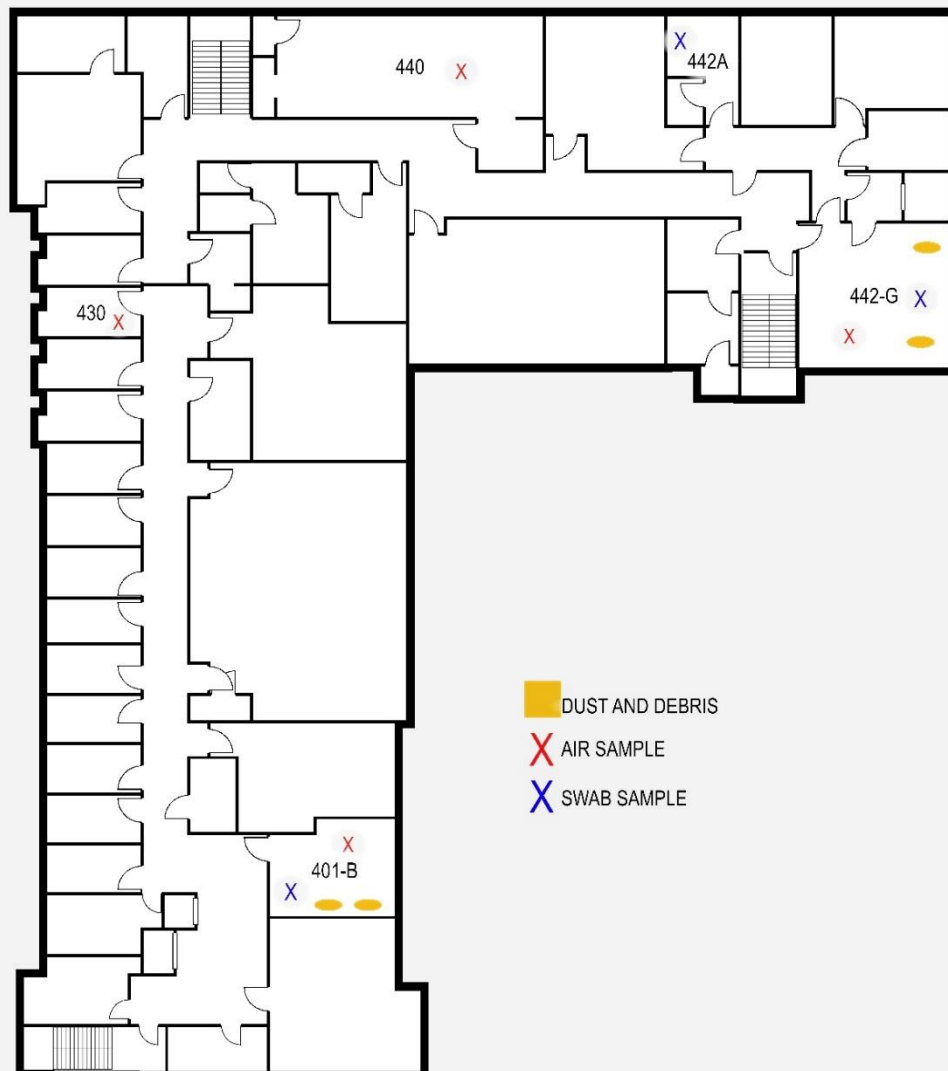 440
442A
430
442-G
401-B
DUST AND DEBRIS
X AIR SAMPLE
X SWAB SAMPLE